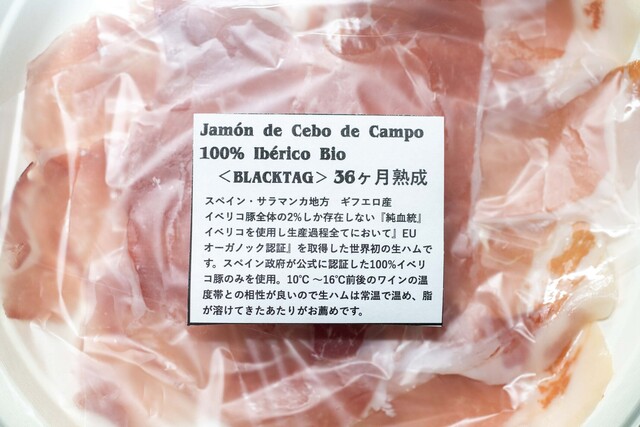 Jamón de Cebo de Campo
100% Ibérico Bio
＜BLACKTAG＞36ヶ月熟成
スペイン・サラマンカ地方　ギフエロ産
イベリコ豚全体の2%しか存在しない『純血統』
イベリコを使用し生産過程全てにおいて』EU
オーガノック認証』を取得した世界初の生ハムで
す。スペイン政府が公式に認証した100%イベリ
コ豚のみを使用。10℃～16℃前後のワインの温
度帯との相性が良いので生ハムは常温で温め、脂
が溶けてきたあたりがお薦めです。